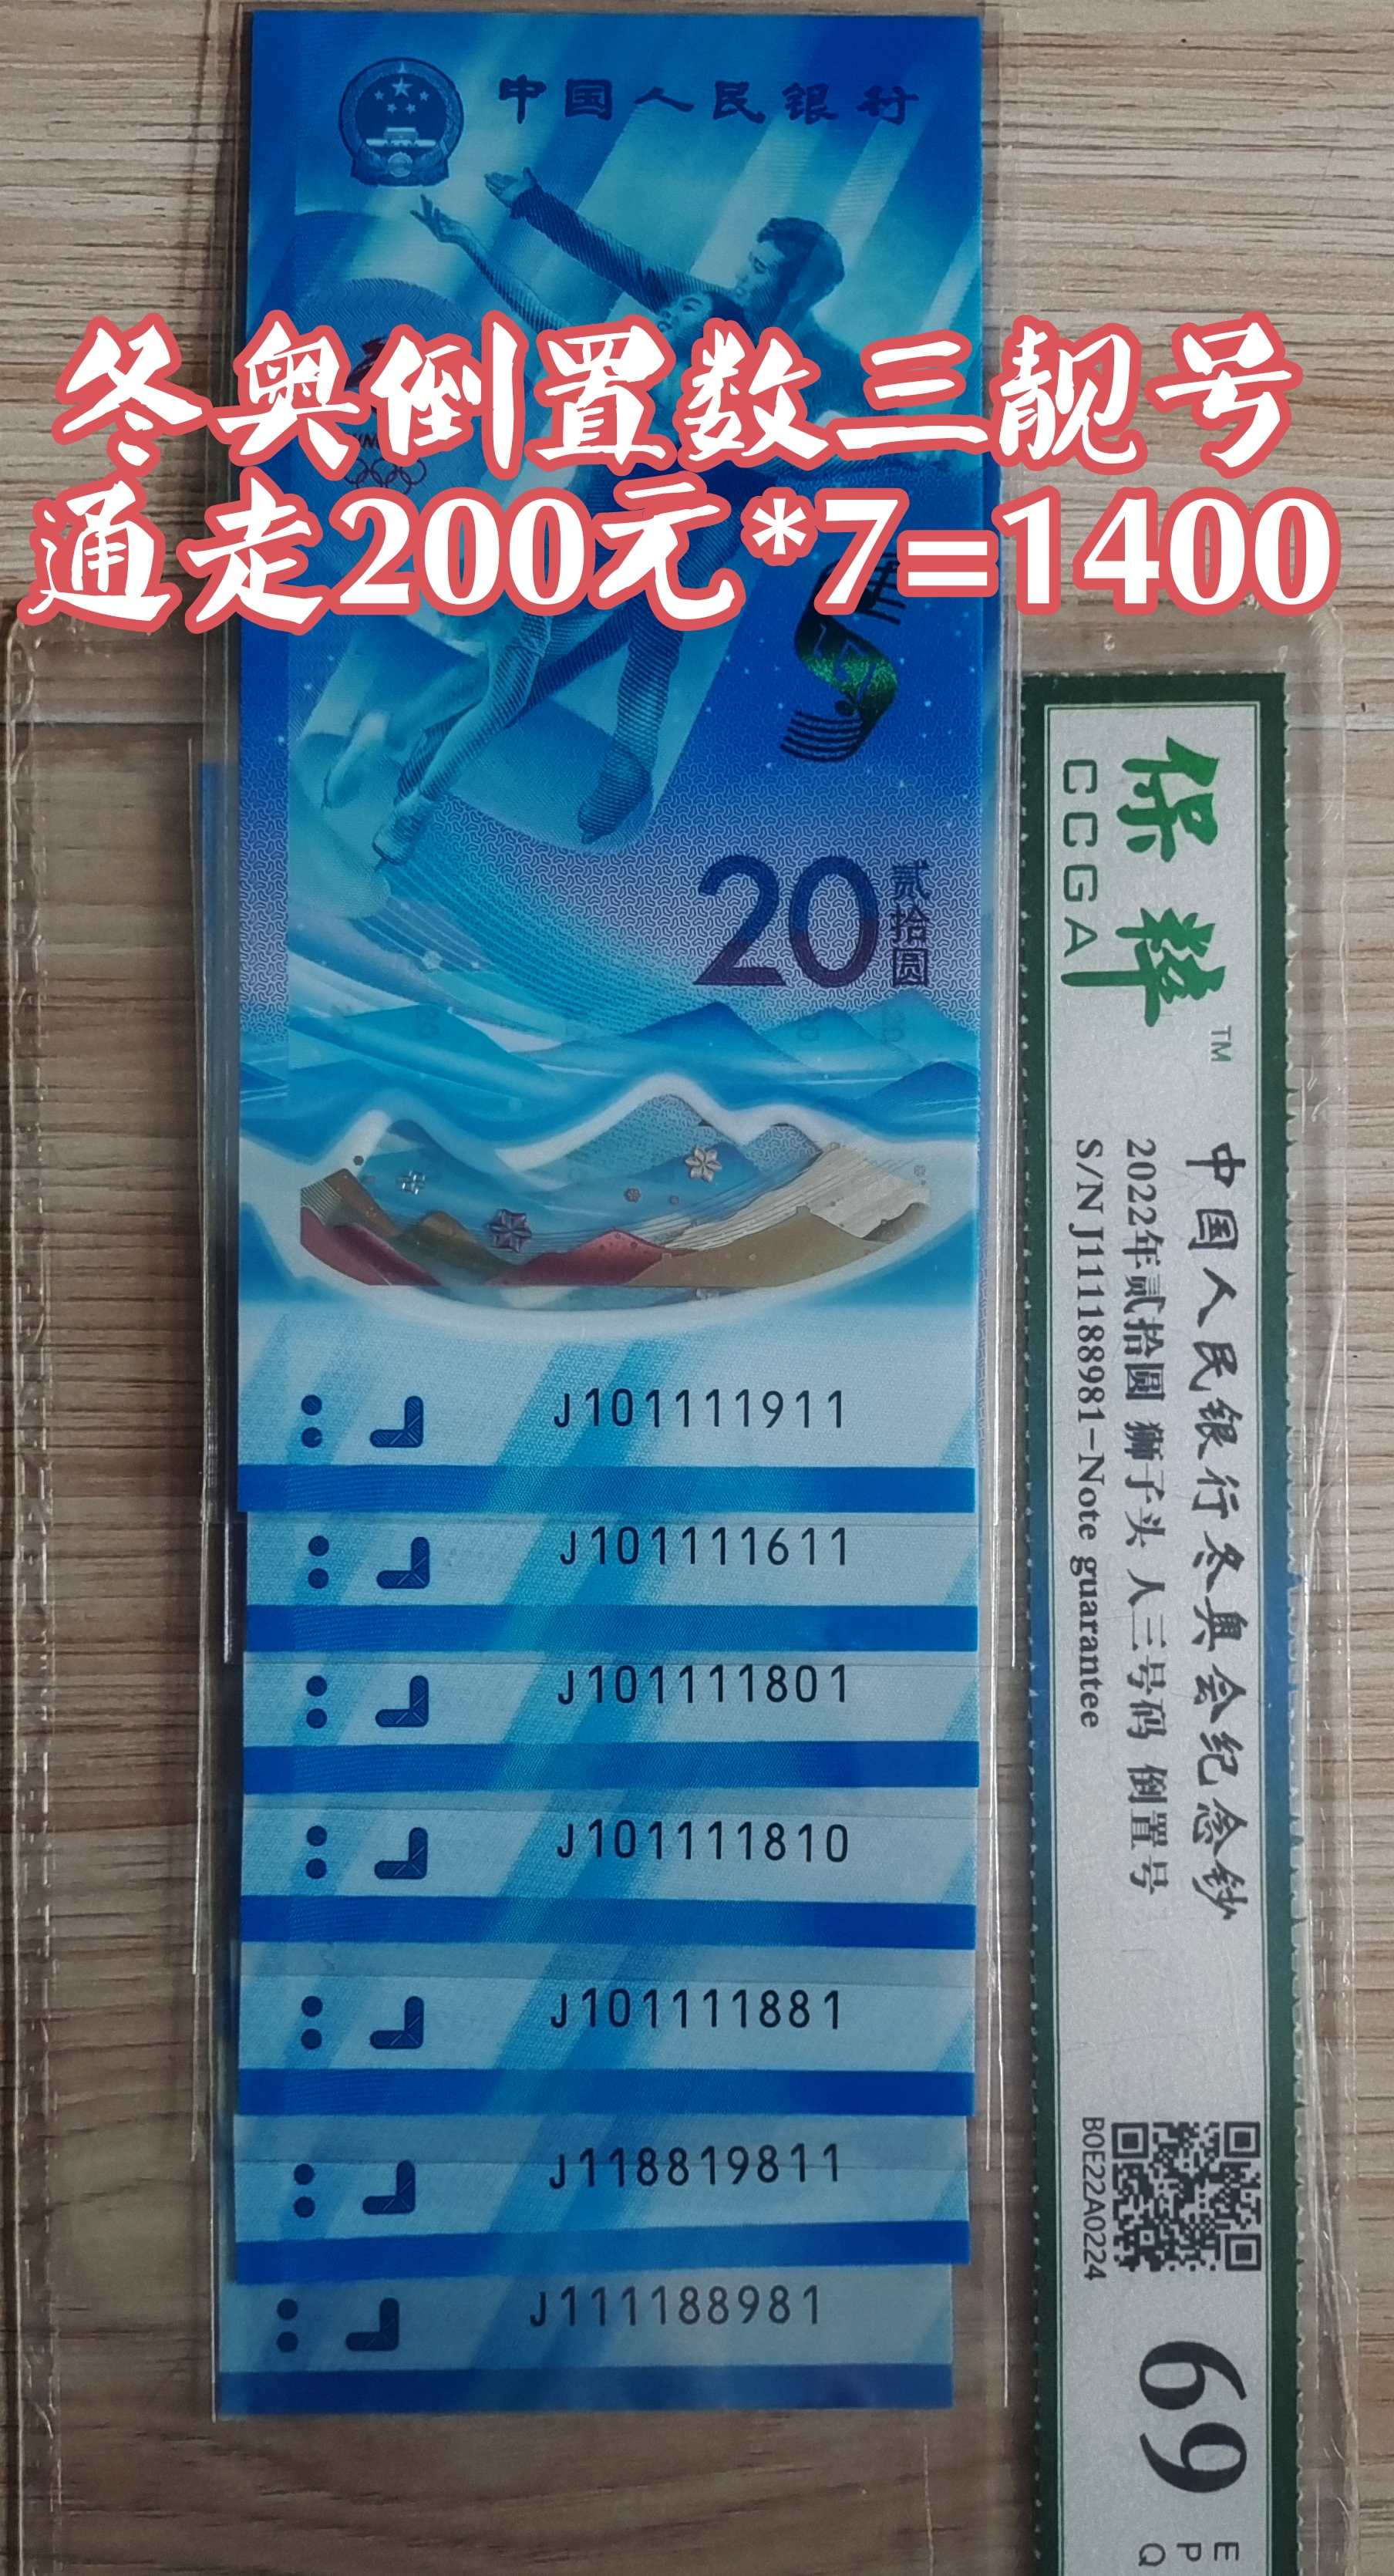 中国人民银行
冬奥倒置数三靓号
通走200元*7=1400
20
贰拾圆
J101111911
J101111611
J101111801
J101111810
J101111881
J118819811
J111188981
保粹 TM
CCGA
中国人民银行冬奥会纪念钞
2022年贰拾圆 狮子头 人三号码 倒置号
S/N J111188981-Note guarantee
B0E22A0224
69
EPQ